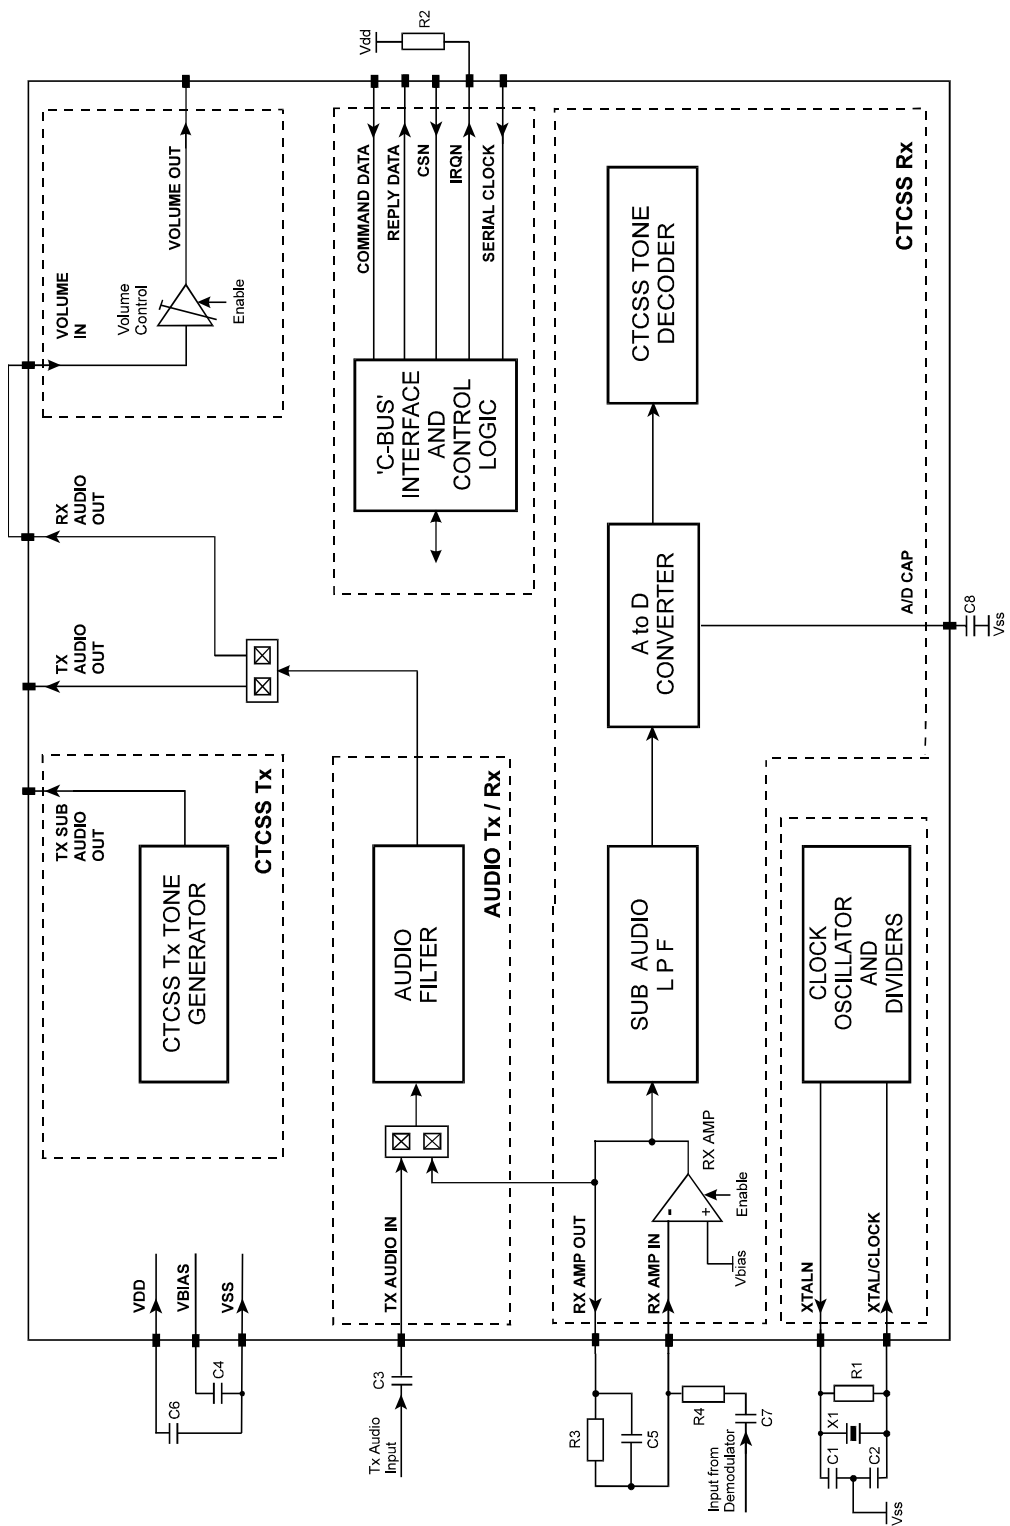 VDD
VBIAS
VSS
C6
C4
CTCSS Tx TONE
GENERATOR
TX SUB
AUDIO
OUT
CTCSS Tx
TX
AUDIO
OUT
RX
AUDIO
OUT
VOLUME
IN
Volume
Control
Enable
VOLUME OUT
Tx Audio
Input
C3
TX AUDIO IN
AUDIO
FILTER
AUDIO Tx / Rx
'C-BUS'
INTERFACE
AND
CONTROL
LOGIC
COMMAND DATA
REPLY DATA
CSN
IRQN
SERIAL CLOCK
Vdd
R2
R3
C5
R4
C7
Input from
Demodulator
RX AMP OUT
RX AMP IN
-
+
Vbias
Enable
RX AMP
SUB AUDIO
L P F
A to D
CONVERTER
CTCSS TONE
DECODER
CTCSS Rx
A/D CAP
C8
Vss
C1
C2
X1
R1
Vss
XTALN
XTAL/CLOCK
CLOCK
OSCILLATOR
AND
DIVIDERS